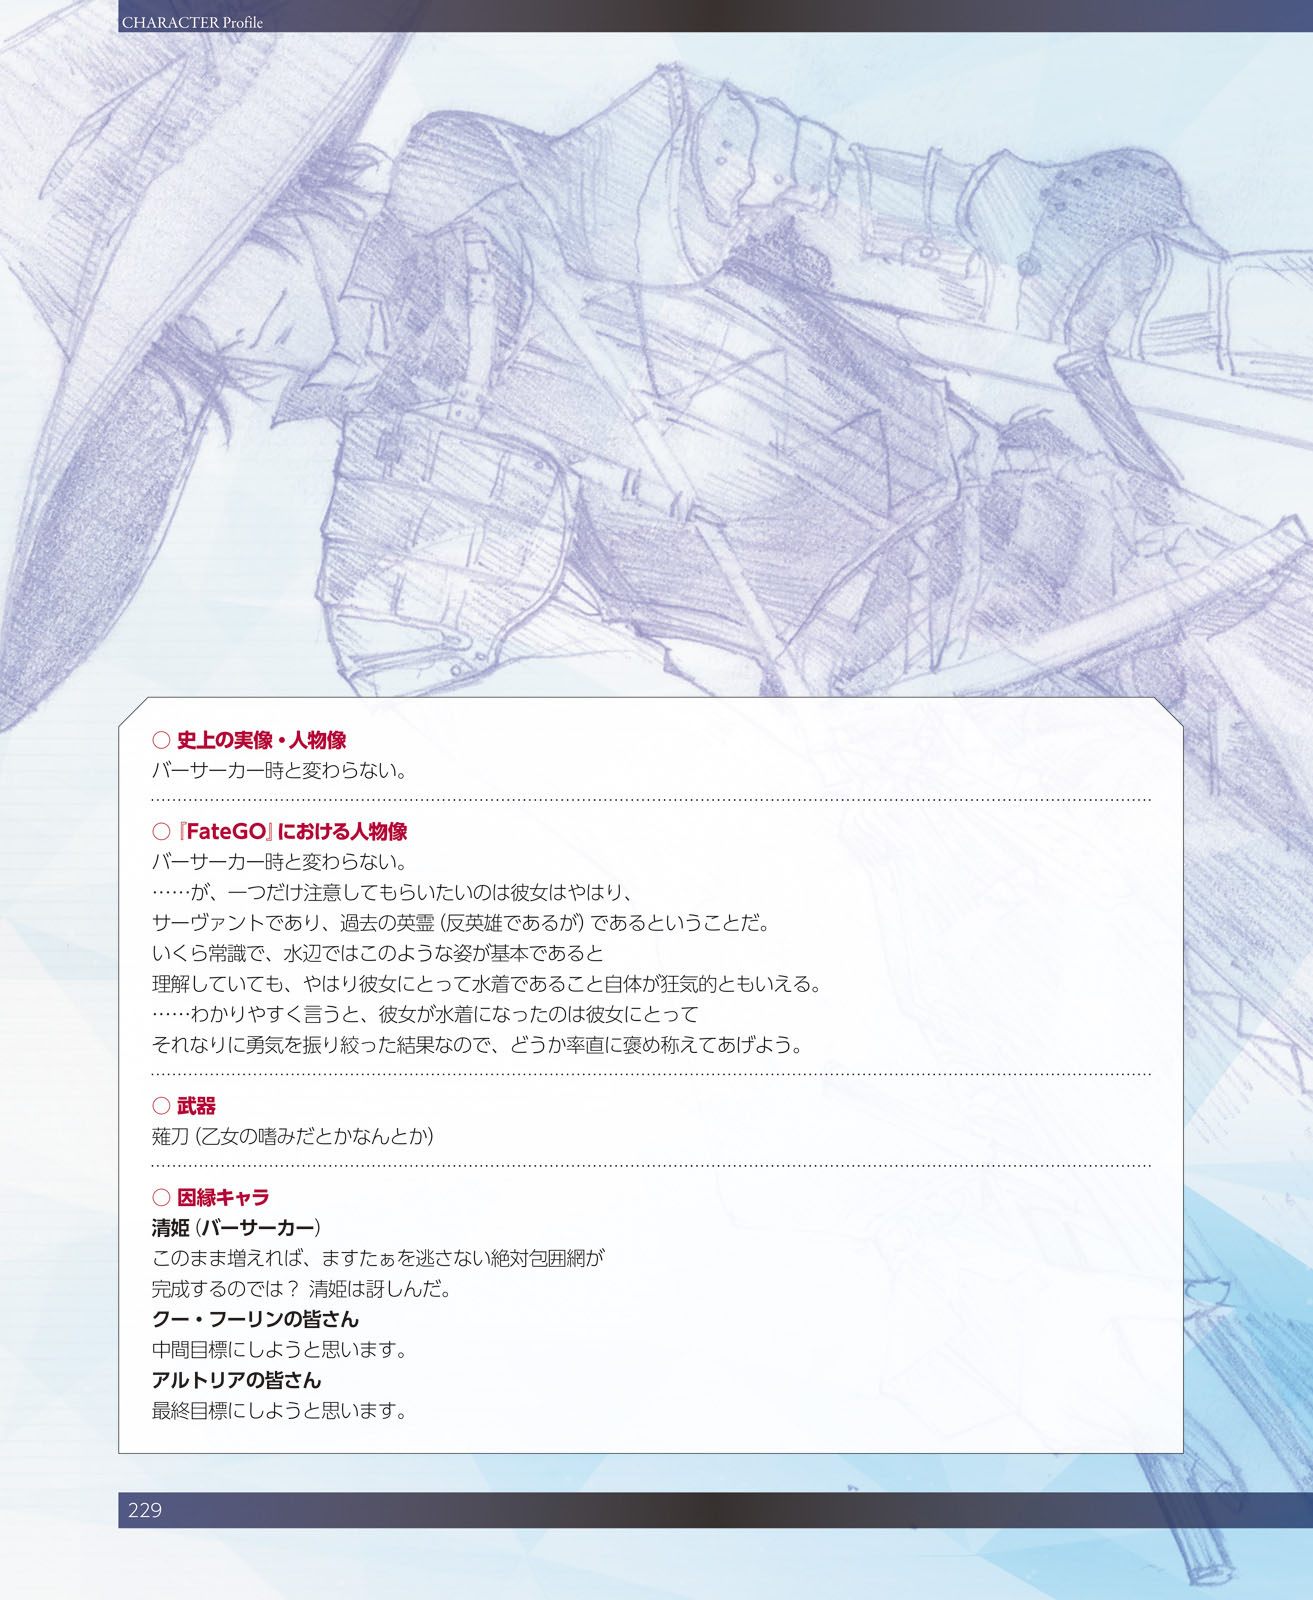 CHARACTER Profile
○ 史上の実像・人物像
バーサーカー時と変わらない。
○『FateGO』における人物像
バーサーカー時と変わらない。
……が、一つだけ注意してもらいたいのは彼女はやはり、
サーヴァントであり、過去の英霊（反英雄であるが）であるということだ。
いくら常識で、水辺ではこのような姿が基本であると
理解していても、やはり彼女にとって水着であること自体が狂気的ともいえる。
……わかりやすく言うと、彼女が水着になったのは彼女にとって
それなりに勇気を振り絞った結果なので、どうか率直に褒め称えてあげよう。
○ 武器
薙刀（乙女の嗜みだとかなんとか）
○ 因縁キャラ
清姫（バーサーカー）
このまま増えれば、ますたぁを逃さない絶対包囲網が
完成するのでは？ 清姫は訝しんだ。
クー・フーリンの皆さん
中間目標にしようと思います。
アルトリアの皆さん
最終目標にしようと思います。
229